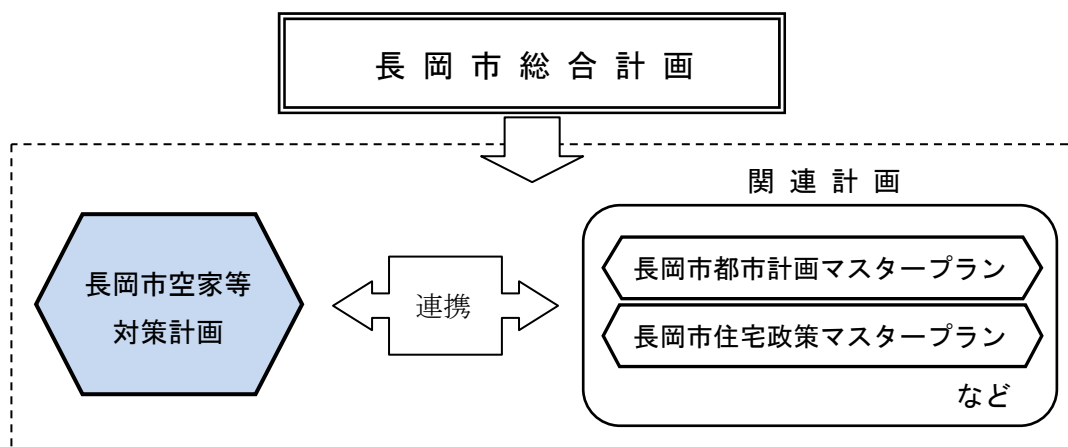 長岡市総合計画
関連計画
長岡市空家等
対策計画
連携
長岡市都市計画マスタープラン
長岡市住宅政策マスタープラン
など